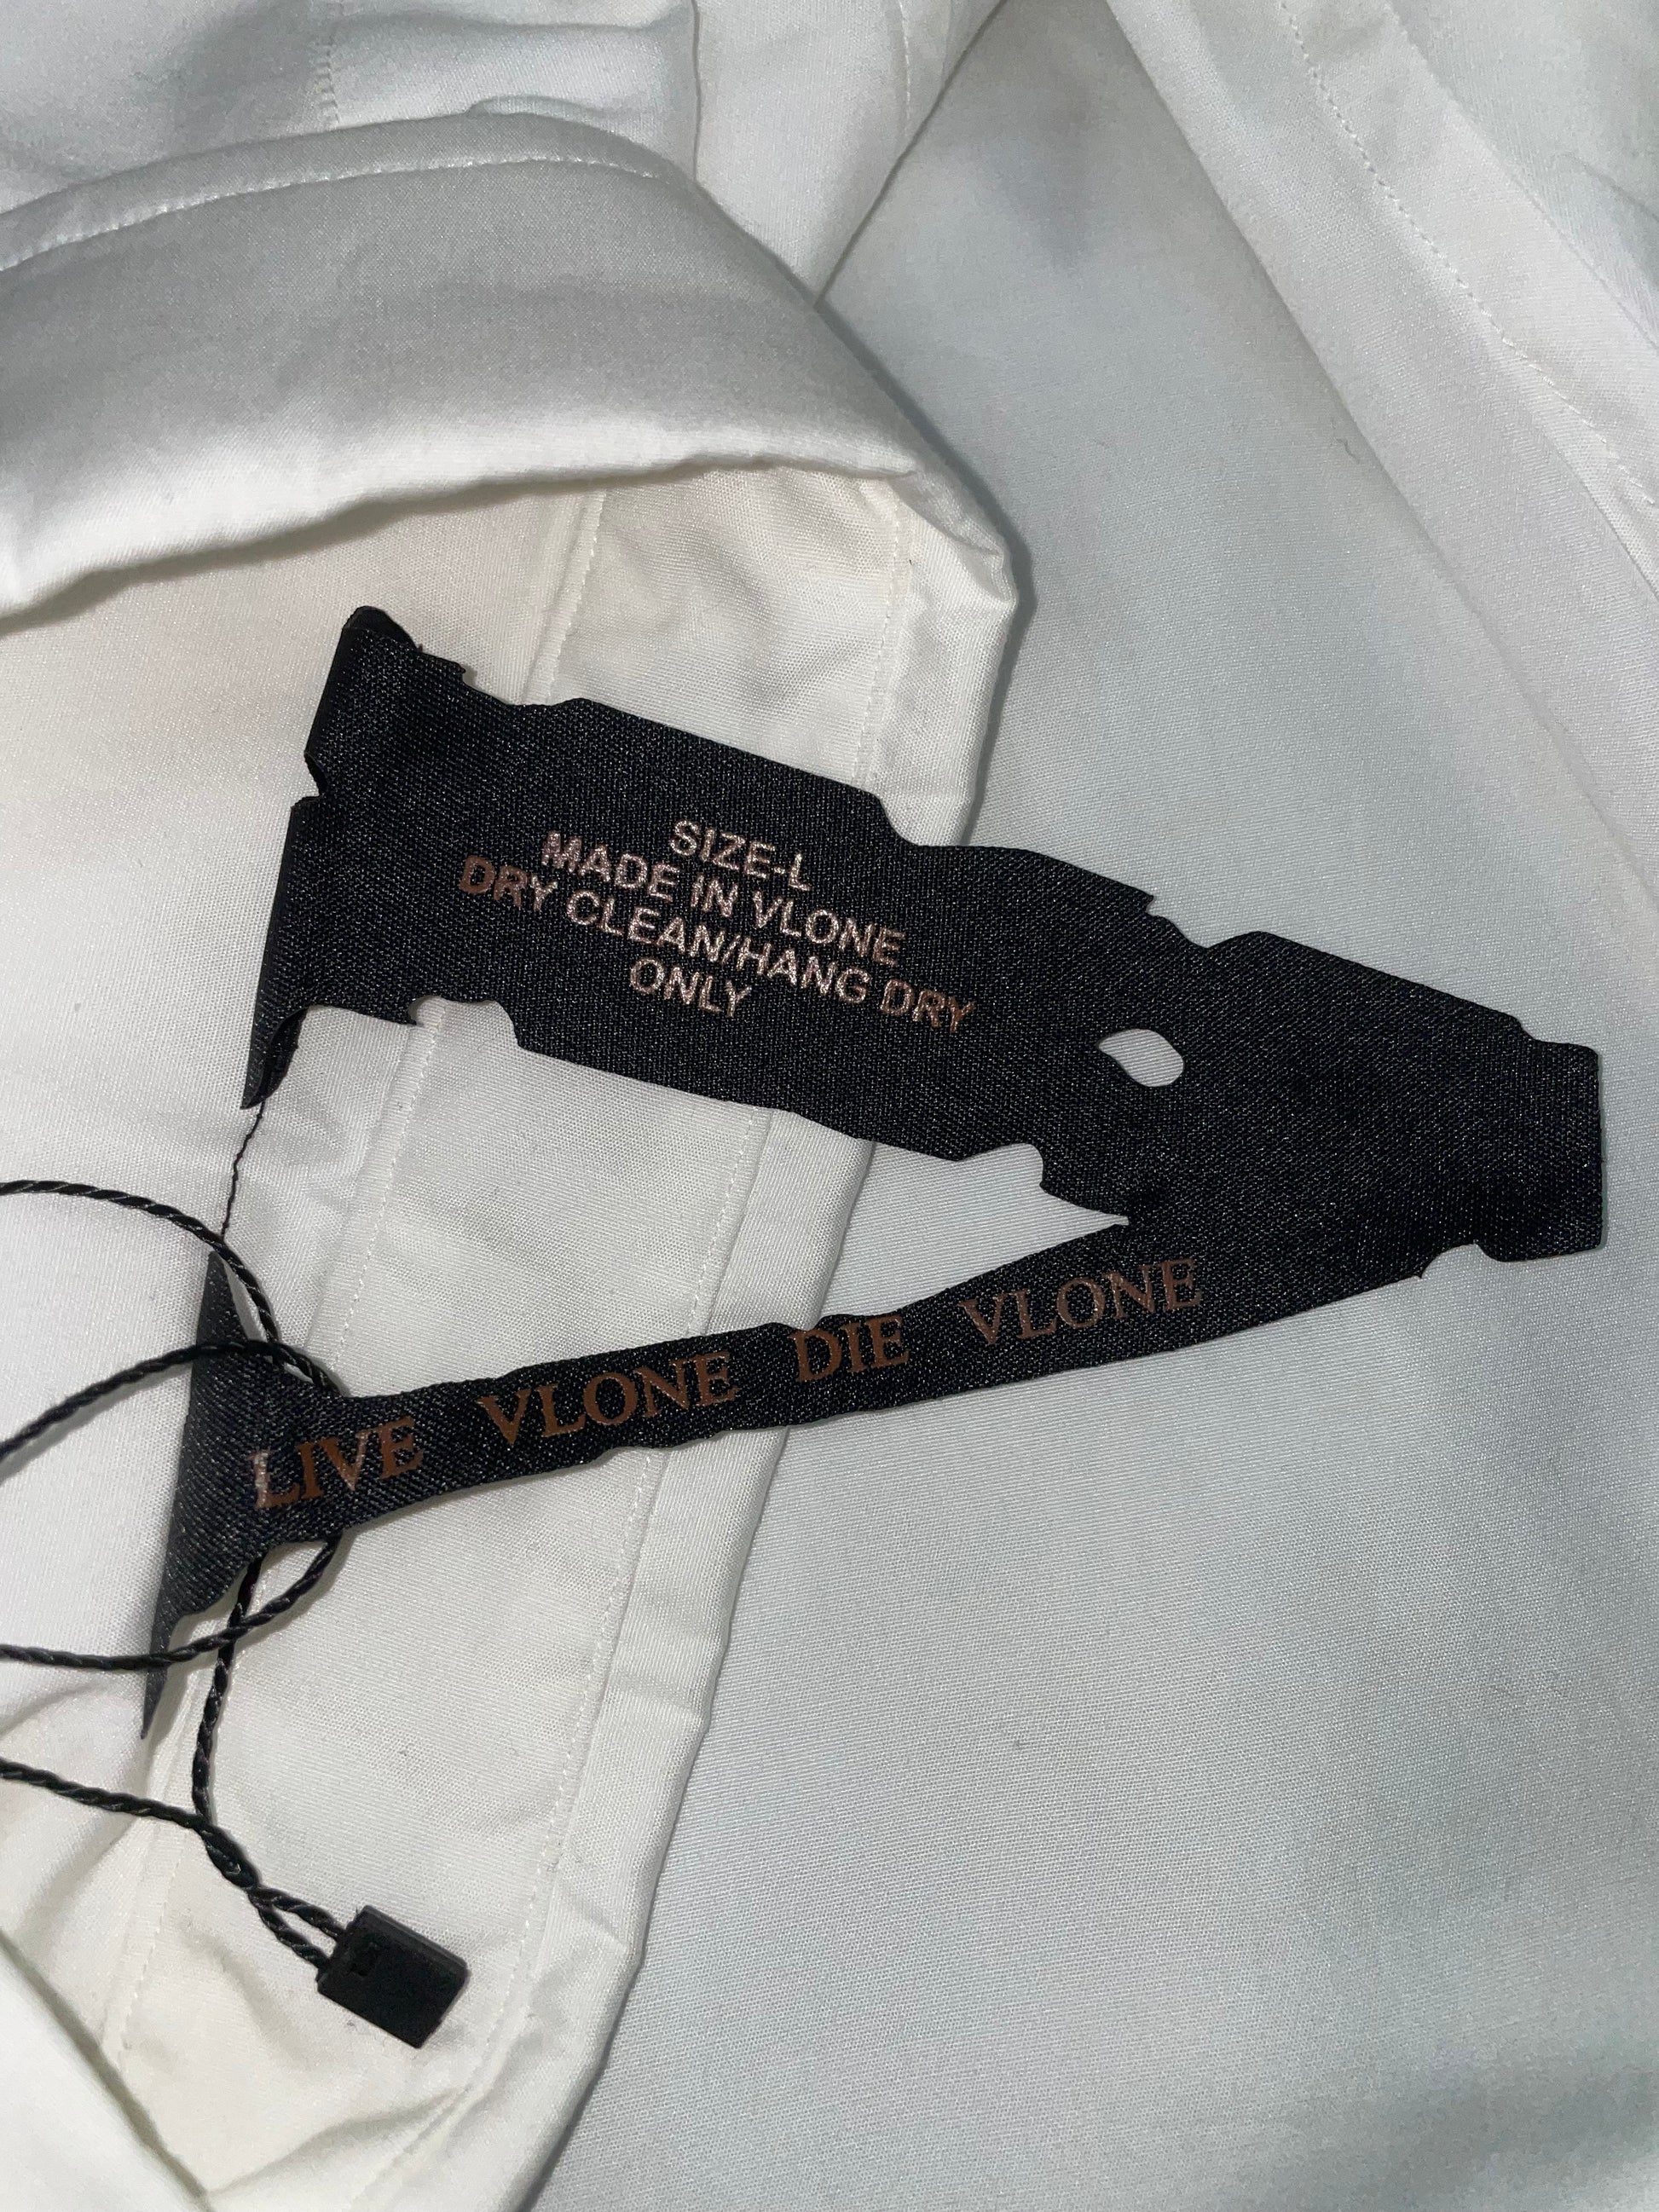 SIZE-L
MADE IN VLONE
DRY CLEAN/HANG DRY
ONLY
LIVE VLONE DIE VLONE